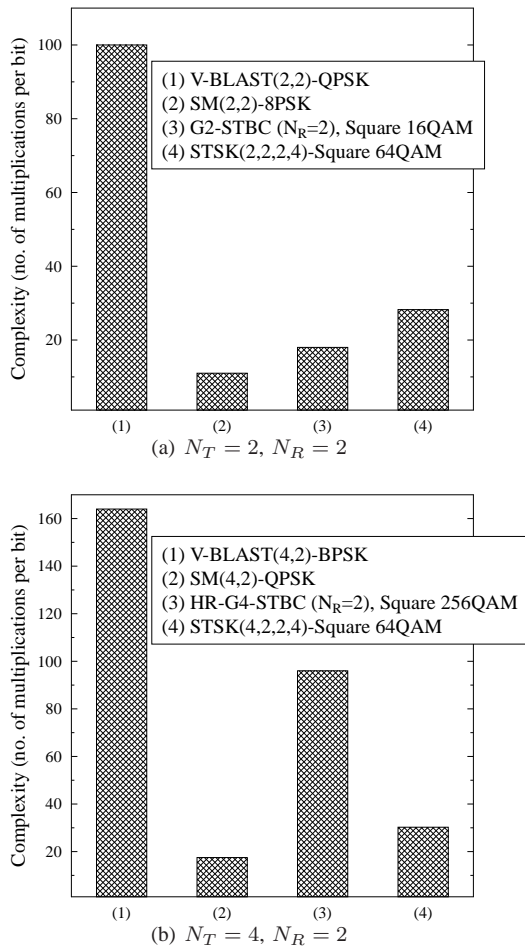 Complexity (no. of multiplications per bit)
100
80
60
40
20
(1) V-BLAST(2,2)-QPSK
(2) SM(2,2)-8PSK
(3) G2-STBC (N_R=2), Square 16QAM
(4) STSK(2,2,2,4)-Square 64QAM
(1) (2) (3) (4)
(a) N_T = 2, N_R = 2
Complexity (no. of multiplications per bit)
160
140
120
100
80
60
40
20
(1) V-BLAST(4,2)-BPSK
(2) SM(4,2)-QPSK
(3) HR-G4-STBC (N_R=2), Square 256QAM
(4) STSK(4,2,2,4)-Square 64QAM
(1) (2) (3) (4)
(b) N_T = 4, N_R = 2